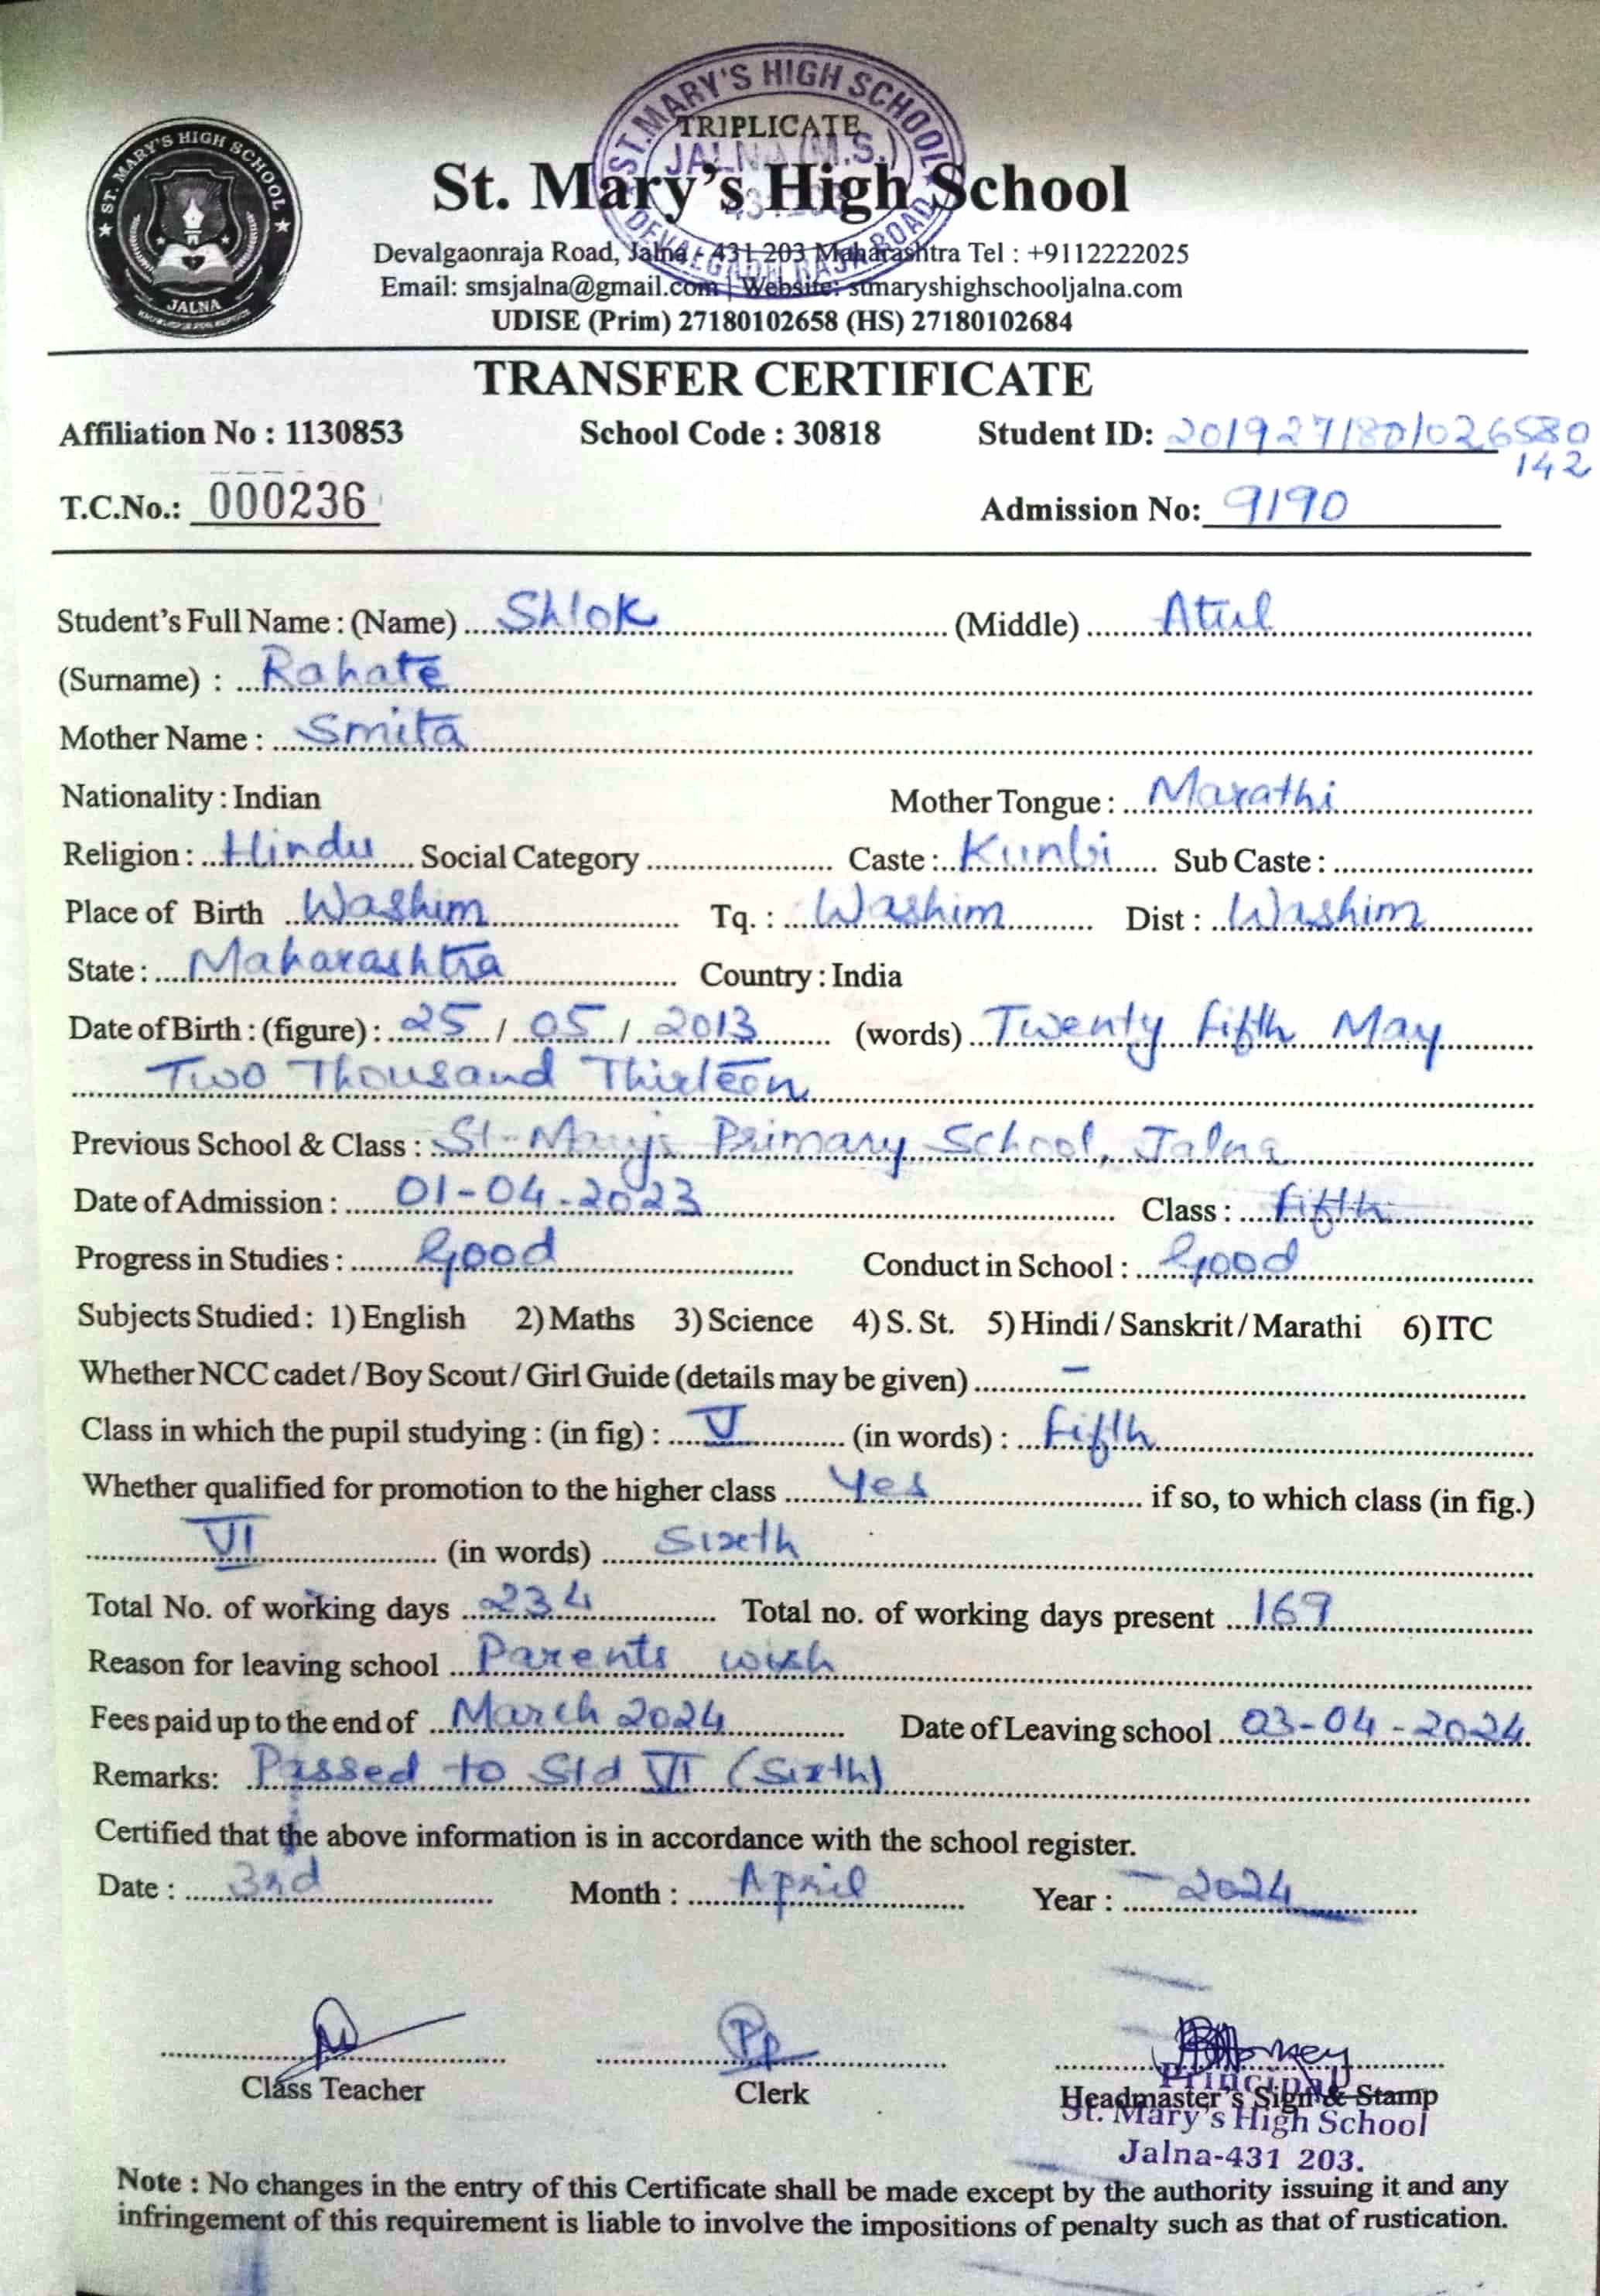 ST. MARY'S HIGH SCHOOL
JALNA (M.S.)
TRIPLICATE
ST. MARY'S HIGH SCHOOL
JALNA
St. Mary's High School
Devalgaonraja Road, Jalna - 431 203 Maharashtra Tel : +9112222025
Email: smsjalna@gmail.com | Website: stmaryshighschooljalna.com
UDISE (Prim) 27180102658 (HS) 27180102684
TRANSFER CERTIFICATE
Affiliation No : 1130853 School Code : 30818 Student ID: 2019271801026580
142
T.C.No.: 000236 Admission No: 9190
Student's Full Name : (Name) Shlok (Middle) Atul
(Surname) : Rahate
Mother Name : Smita
Nationality : Indian Mother Tongue : Marathi
Religion : Hindu Social Category Caste : Kunbi Sub Caste :
Place of Birth Washim Tq. : Washim Dist : Washim
State : Maharashtra Country : India
Date of Birth : (figure) : 25 / 05 / 2013 (words) Twenty fifth May
Two Thousand Thirteen
Previous School & Class : St-Mary's Primary School, Jalna
Date of Admission : 01-04-2023 Class : fifth
Progress in Studies : Good Conduct in School : Good
Subjects Studied : 1) English 2) Maths 3) Science 4) S. St. 5) Hindi / Sanskrit / Marathi 6) ITC
Whether NCC cadet / Boy Scout / Girl Guide (details may be given) –
Class in which the pupil studying : (in fig) : V (in words) : fifth
Whether qualified for promotion to the higher class Yes if so, to which class (in fig.)
VI (in words) Sixeth
Total No. of working days 234 Total no. of working days present 169
Reason for leaving school Parents wish
Fees paid up to the end of March 2024 Date of Leaving school 03-04-2024
Remarks: Passed to Std VI (Sixth)
Certified that the above information is in accordance with the school register.
Date : 3rd Month : April Year : – 2024
Class Teacher Clerk Headmaster's Sign & Stamp
Principal
St. Mary's High School
Jalna-431 203.
Note : No changes in the entry of this Certificate shall be made except by the authority issuing it and any
infringement of this requirement is liable to involve the impositions of penalty such as that of rustication.